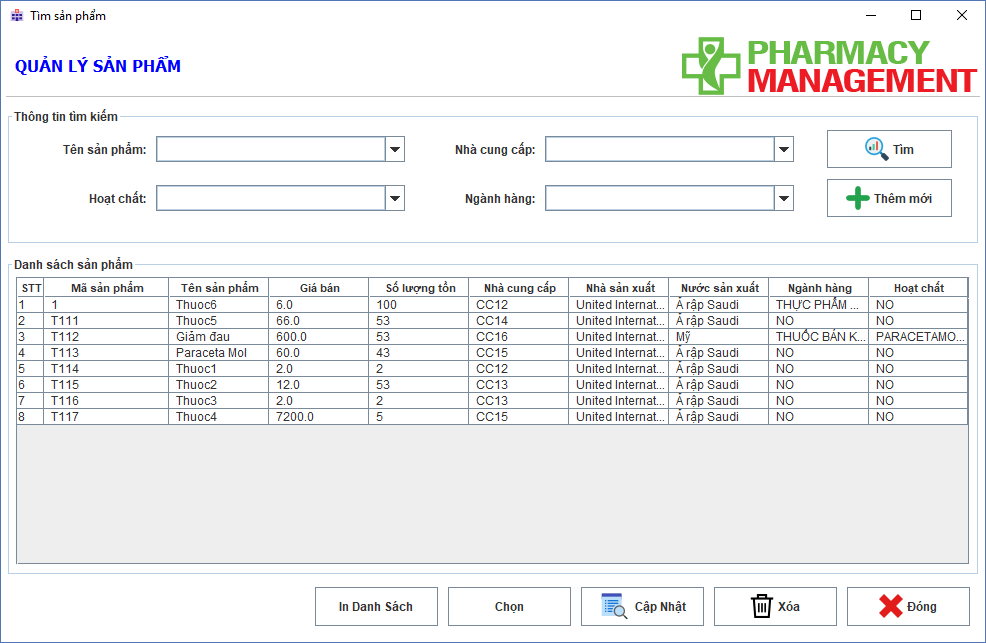 Tìm sản phẩm
QUẢN LÝ SẢN PHẨM
PHARMACY
MANAGEMENT
Thông tin tìm kiếm
Tên sản phẩm:
Nhà cung cấp:
Tìm
Hoạt chất:
Ngành hàng:
Thêm mới
Danh sách sản phẩm
STT Mã sản phẩm Tên sản phẩm Giá bán Số lượng tồn Nhà cung cấp Nhà sản xuất Nước sản xuất Ngành hàng Hoạt chất
1 1 Thuoc6 6.0 100 CC12 United Internat... Ả rập Saudi THỰC PHẨM ... NO
2 T111 Thuoc5 66.0 53 CC14 United Internat... Ả rập Saudi NO NO
3 T112 Giảm đau 600.0 53 CC16 United Internat... Mỹ THUỐC BÁN K... PARACETAMO...
4 T113 Paraceta Mol 60.0 43 CC15 United Internat... Ả rập Saudi NO NO
5 T114 Thuoc1 2.0 2 CC12 United Internat... Ả rập Saudi NO NO
6 T115 Thuoc2 12.0 53 CC13 United Internat... Ả rập Saudi NO NO
7 T116 Thuoc3 2.0 2 CC13 United Internat... Ả rập Saudi NO NO
8 T117 Thuoc4 7200.0 5 CC15 United Internat... Ả rập Saudi NO NO
In Danh Sách
Chọn
Cập Nhật
Xóa
Đóng